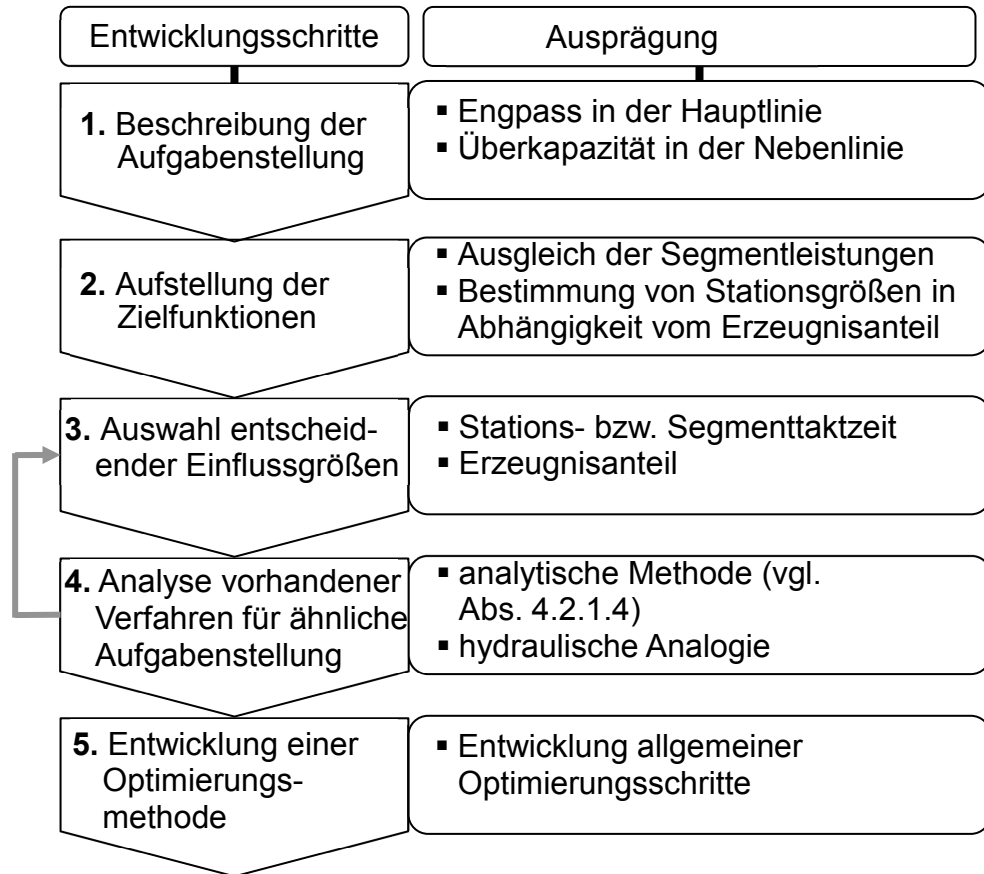 Entwicklungsschritte
Ausprägung
1. Beschreibung der
Aufgabenstellung
▪ Engpass in der Hauptlinie
▪ Überkapazität in der Nebenlinie
2. Aufstellung der
Zielfunktionen
▪ Ausgleich der Segmentleistungen
▪ Bestimmung von Stationsgrößen in
Abhängigkeit vom Erzeugnisanteil
3. Auswahl entscheid-
ender Einflussgrößen
▪ Stations- bzw. Segmenttaktzeit
▪ Erzeugnisanteil
4. Analyse vorhandener
Verfahren für ähnliche
Aufgabenstellung
▪ analytische Methode (vgl.
Abs. 4.2.1.4)
▪ hydraulische Analogie
5. Entwicklung einer
Optimierungs-
methode
▪ Entwicklung allgemeiner
Optimierungsschritte